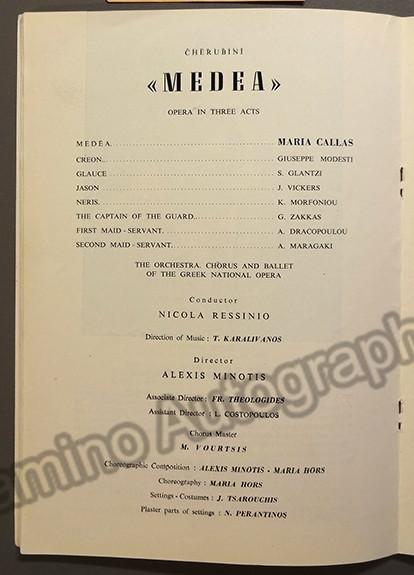 CHERUBINI
«MEDEA»
OPERA IN THREE ACTS
MEDEA. MARIA CALLAS
CREON.. GIUSEPPE MODESTI
GLAUCE S. GLANTZI
JASON J. VICKERS
NERIS. K. MORFONIOU
THE CAPTAIN OF THE GUARD.. G. ZAKKAS
FIRST MAID-SERVANT. A. DRACOPOULOU
SECOND MAID-SERVANT. A. MARAGAKI
THE ORCHESTRA, CHORUS AND BALLET
OF THE GREEK NATIONAL OPERA
Conductor
NICOLA RESSINIO
Direction of Music : T. KARALIVANOS
Director
ALEXIS MINOTIS
Associate Director : FR. THEOLOGIDES
Assistant Director : L. COSTOPOULOS
Chorus Master
M. VOURTSIS
Choreographic Composition : ALEXIS MINOTIS - MARIA HORS
Choreography : MARIA HORS
Settings - Costumes : J. TSAROUCHIS
Plaster parts of settings : N. PERANTINOS
amino Autograph